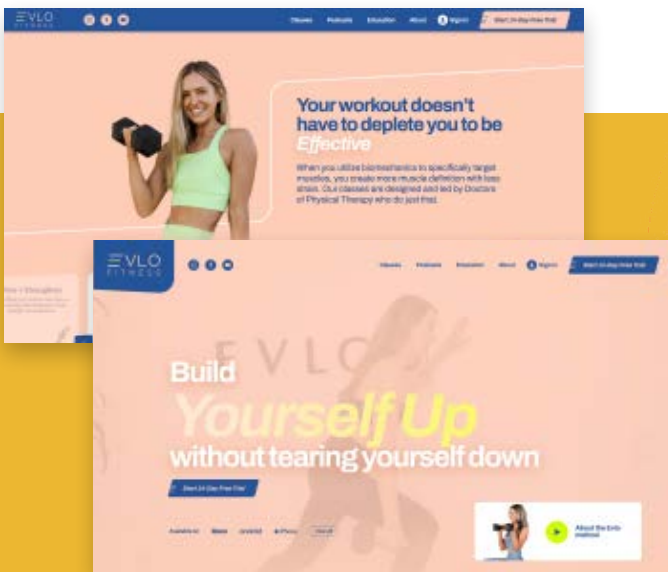 EVLO
FITNESS
Classes Podcasts Education About Sign In Start 14-day Free Trial
Your workout doesn't
have to deplete you to be
Effective
When you utilize biomechanics to specifically target
muscles, you create more muscle definition with less
strain. Our classes are designed and led by Doctors
of Physical Therapy who do just that.
EVLO
FITNESS
Classes Podcasts Education About Sign In Start 14-day Free Trial
EVLO
Build
Yourself Up
without tearing yourself down
Start 14-Day Free Trial
About the Evlo
method